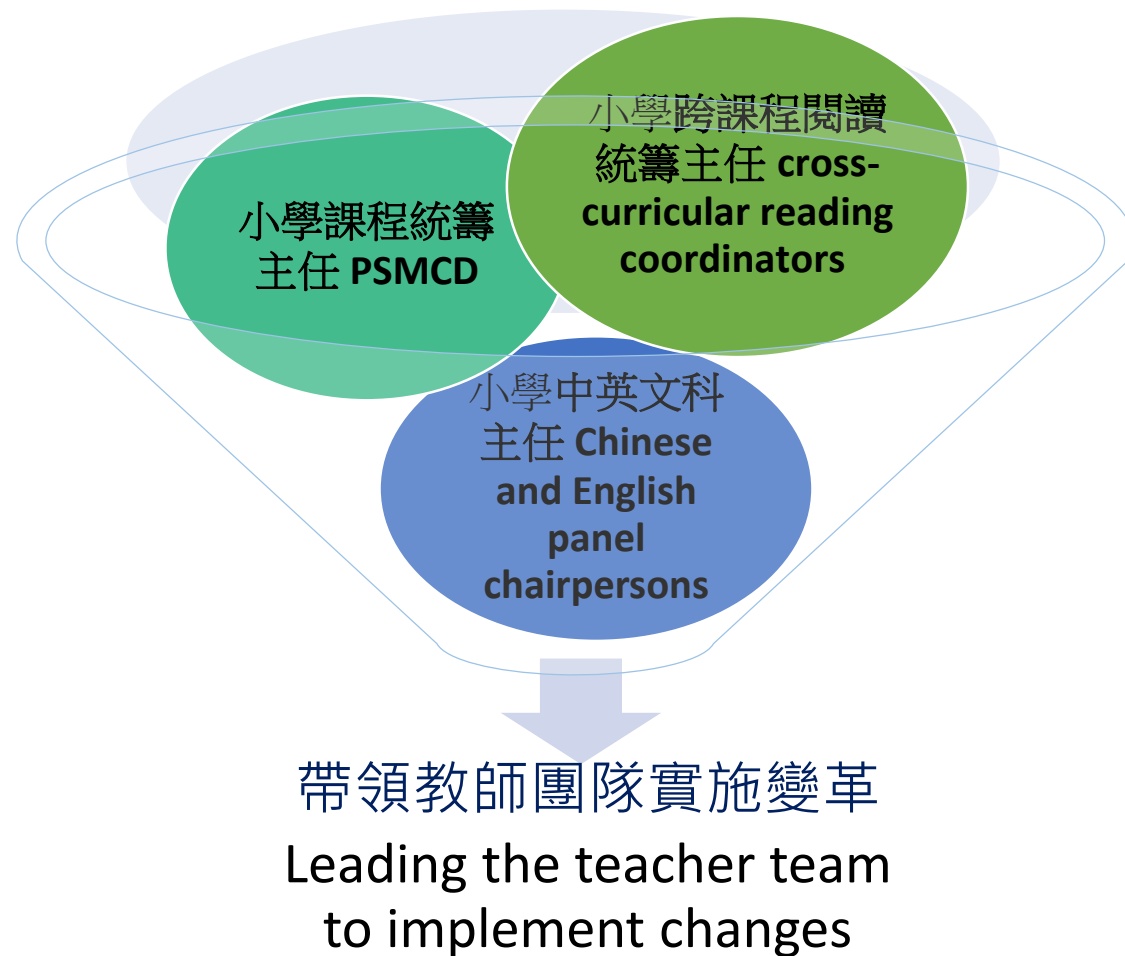 小學課程統籌
主任 PSMCD
小學跨課程閱讀
統籌主任 cross-
curricular reading
coordinators
小學中英文科
主任 Chinese
and English
panel
chairpersons
帶領教師團隊實施變革
Leading the teacher team
to implement changes